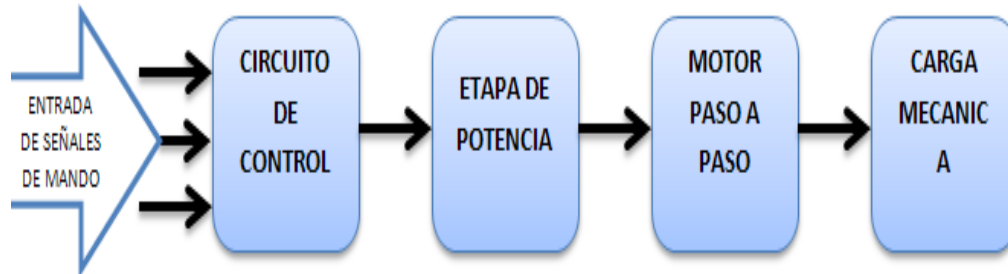 ENTRADA
DE SEÑALES
DE MANDO
CIRCUITO
DE
CONTROL
ETAPA DE
POTENCIA
MOTOR
PASO A
PASO
CARGA
MECANIC
A